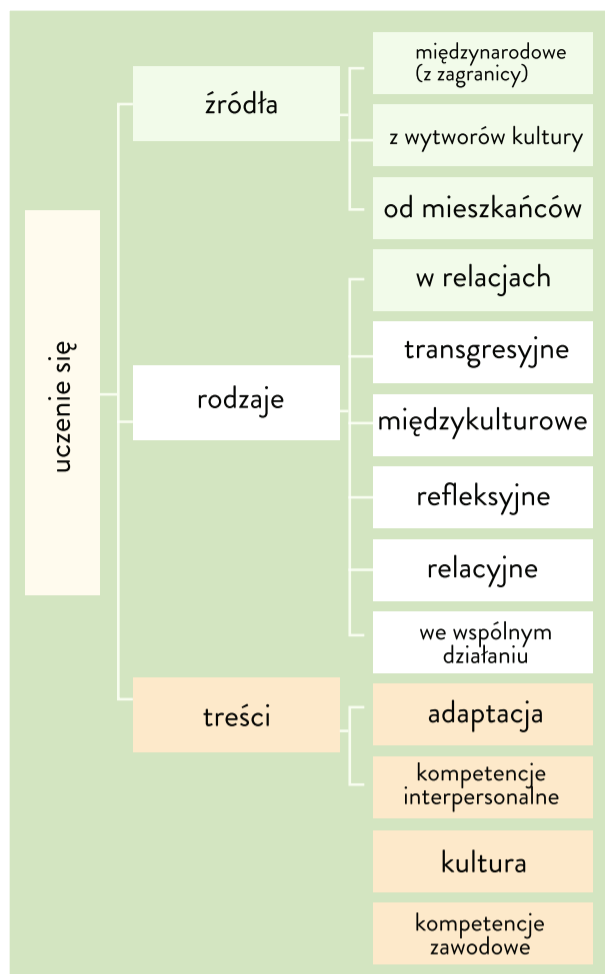 uczenie się
źródła
międzynarodowe
(z zagranicy)
z wytworów kultury
od mieszkańców
w relacjach
rodzaje
transgresyjne
międzykulturowe
refleksyjne
relacyjne
we wspólnym
działaniu
treści
adaptacja
kompetencje
interpersonalne
kultura
kompetencje
zawodowe